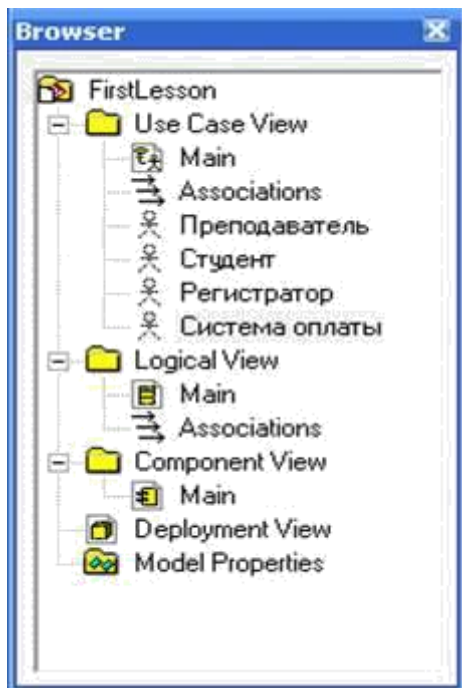 Browser
FirstLesson
Use Case View
Main
Associations
Преподаватель
Студент
Регистратор
Система оплаты
Logical View
Main
Associations
Component View
Main
Deployment View
Model Properties